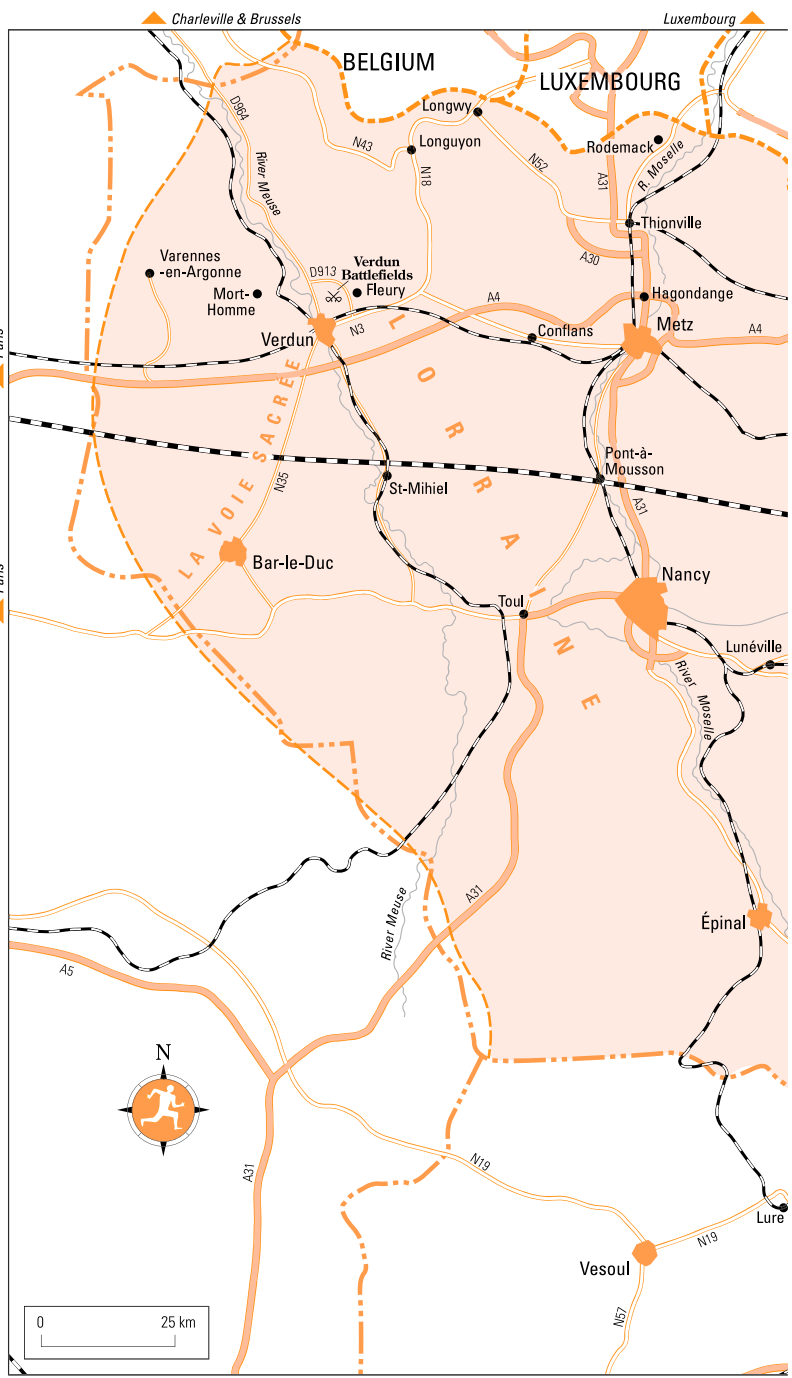 Charleville & Brussels
Luxembourg
BELGIUM
LUXEMBOURG
Longwy
D964
N43
Longuyon
Rodemack
N52
R. Moselle
River Meuse
N18
A31
Thionville
Varennes
-en-Argonne
D913
Verdun
Battlefields
Fleury
A30
Mort-
Homme
A4
Hagondange
Metz
Verdun
N3
Conflans
A4
Paris
LORRAINE
LA VOIE SACRÉE
N35
St-Mihiel
Pont-à-
Mousson
A31
Bar-le-Duc
Nancy
Paris
Toul
Lunéville
River Moselle
A31
Épinal
River Meuse
A5
N
A31
N19
Lure
N19
Vesoul
N57
0 25 km